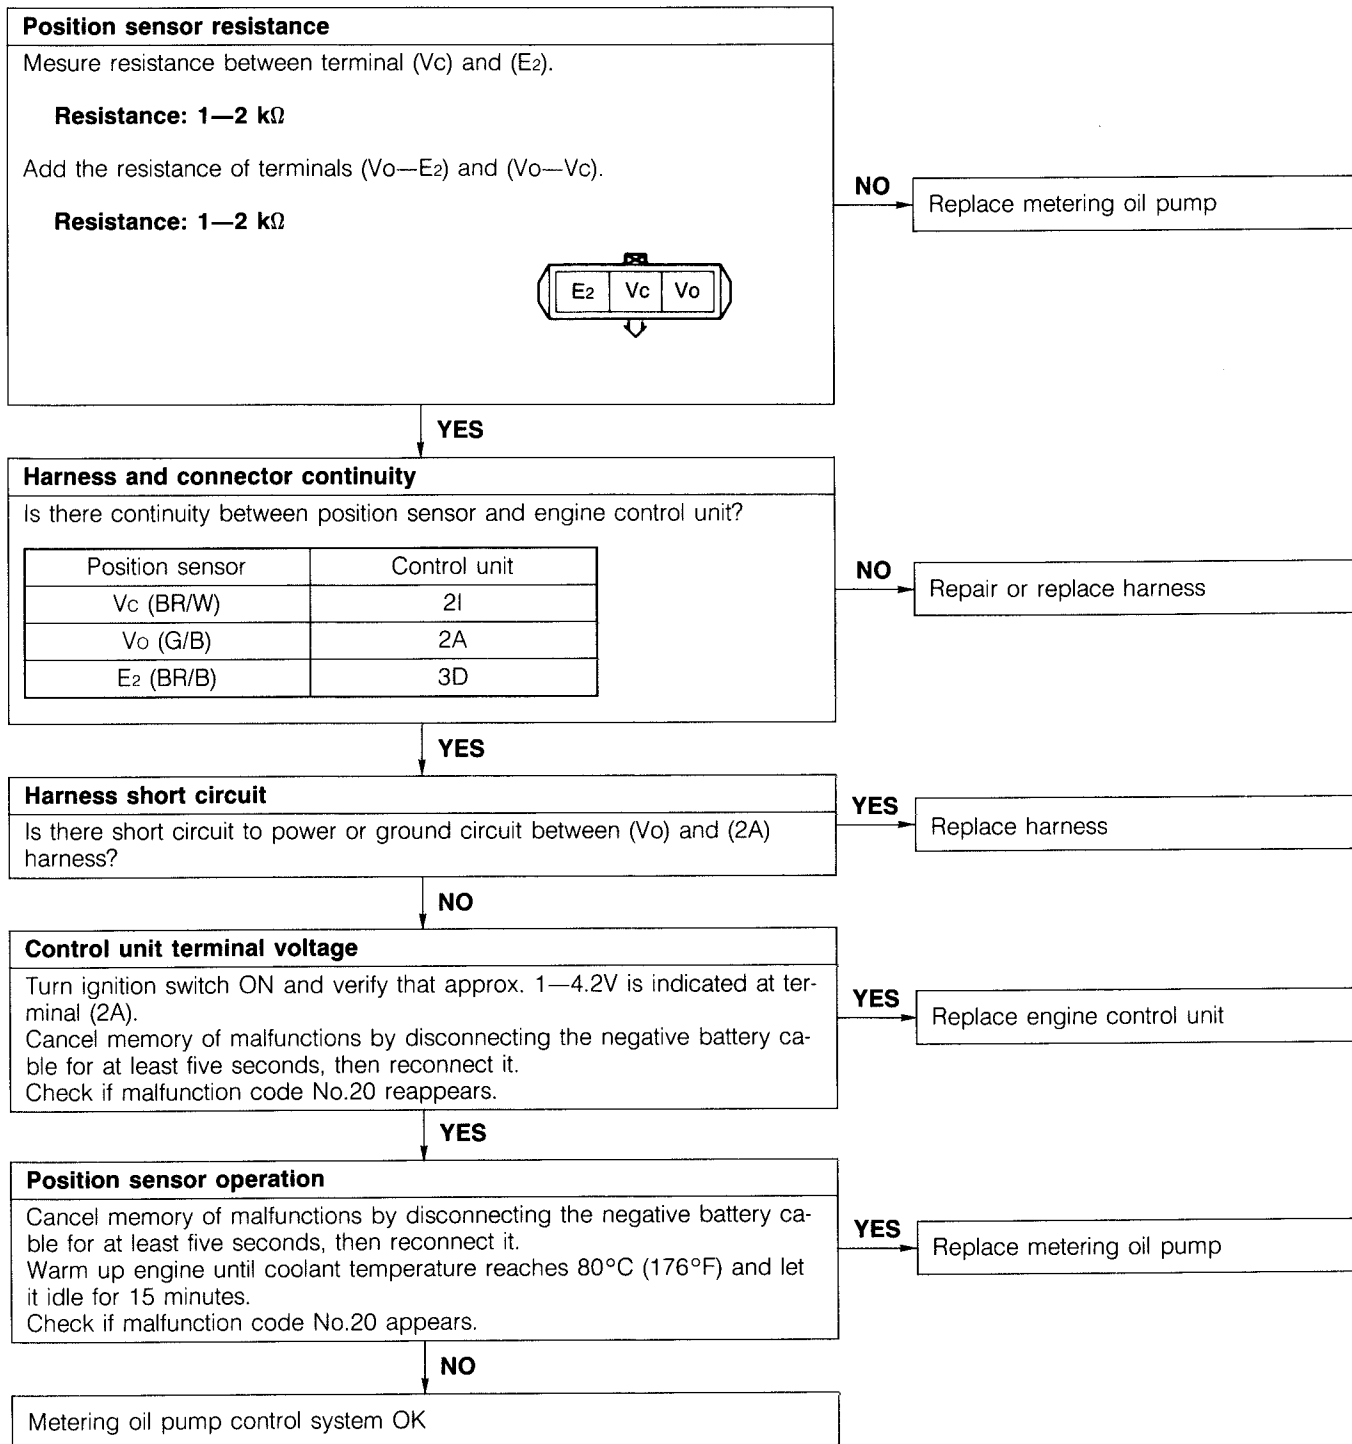 Position sensor resistance
Mesure resistance between terminal (Vc) and (E2).
Resistance: 1—2 kΩ
Add the resistance of terminals (Vo—E2) and (Vo—Vc).
Resistance: 1—2 kΩ
E2 Vc Vo
NO
Replace metering oil pump
YES
Harness and connector continuity
Is there continuity between position sensor and engine control unit?
Position sensor Control unit
Vc (BR/W) 2I
Vo (G/B) 2A
E2 (BR/B) 3D
NO
Repair or replace harness
YES
Harness short circuit
Is there short circuit to power or ground circuit between (Vo) and (2A)
harness?
YES
Replace harness
NO
Control unit terminal voltage
Turn ignition switch ON and verify that approx. 1—4.2V is indicated at ter-
minal (2A).
Cancel memory of malfunctions by disconnecting the negative battery ca-
ble for at least five seconds, then reconnect it.
Check if malfunction code No.20 reappears.
YES
Replace engine control unit
YES
Position sensor operation
Cancel memory of malfunctions by disconnecting the negative battery ca-
ble for at least five seconds, then reconnect it.
Warm up engine until coolant temperature reaches 80°C (176°F) and let
it idle for 15 minutes.
Check if malfunction code No.20 appears.
YES
Replace metering oil pump
NO
Metering oil pump control system OK